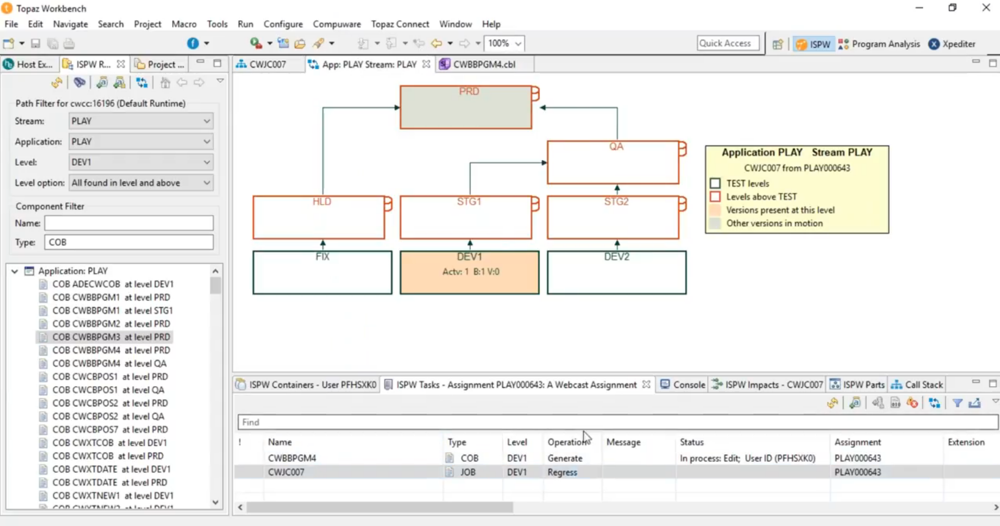 Topaz Workbench
File Edit Navigate Search Project Macro Tools Run Configure Compuware Topaz Connect Window Help
100% Quick Access ISPW Program Analysis Xpediter
Host Ex... ISPW R... Project ...
Path Filter for cwcc:16196 (Default Runtime)
Stream: PLAY
Application: PLAY
Level: DEV1
Level option: All found in level and above
Component Filter
Name:
Type: COB
Application: PLAY
COB ADECWCOB at level DEV1
COB CWBBPGM1 at level PRD
COB CWBBPGM1 at level STG1
COB CWBBPGM2 at level PRD
COB CWBBPGM3 at level PRD
COB CWBBPGM4 at level PRD
COB CWBBPGM4 at level QA
COB CWCBPOS1 at level PRD
COB CWCBPOS1 at level QA
COB CWCBPOS2 at level PRD
COB CWCBPOS2 at level QA
COB CWCBPOS7 at level PRD
COB CWXTCOB at level DEV1
COB CWXTCOB at level PRD
COB CWXTDATE at level DEV1
COB CWXTDATE at level PRD
COB CWXTNEW1 at level DEV1
CWJC007 App: PLAY Stream: PLAY CWBBPGM4.cbl
PRD
QA
HLD STG1 STG2
FIX DEV1 DEV2
Actv: 1 B:1 V:0
Application PLAY Stream PLAY
CWJC007 from PLAY000643
TEST levels
Levels above TEST
Versions present at this level
Other versions in motion
ISPW Containers - User PFHSXK0 ISPW Tasks - Assignment PLAY000643: A Webcast Assignment Console ISPW Impacts - CWJC007 ISPW Parts Call Stack
Find
! Name Type Level Operation Message Status Assignment Extension
CWBBPGM4 COB DEV1 Generate In process: Edit; User ID (PFHSXK0) PLAY000643
CWJC007 JOB DEV1 Regress PLAY000643